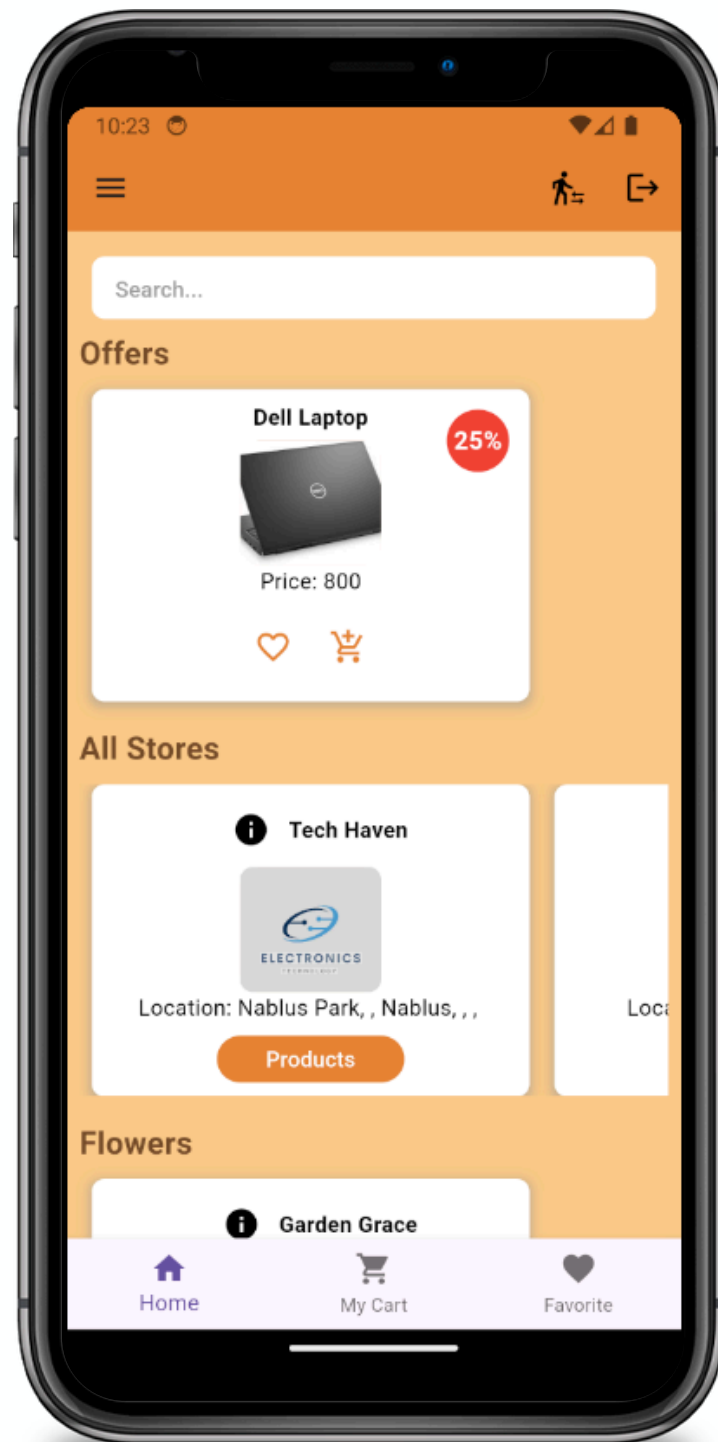 10:23
Search...
Offers
Dell Laptop
25%
Price: 800
All Stores
Tech Haven
ELECTRONICS
TECHNOLOGY
Location: Nablus Park, , Nablus, , ,
Loca
Products
Flowers
Garden Grace
Home
My Cart
Favorite